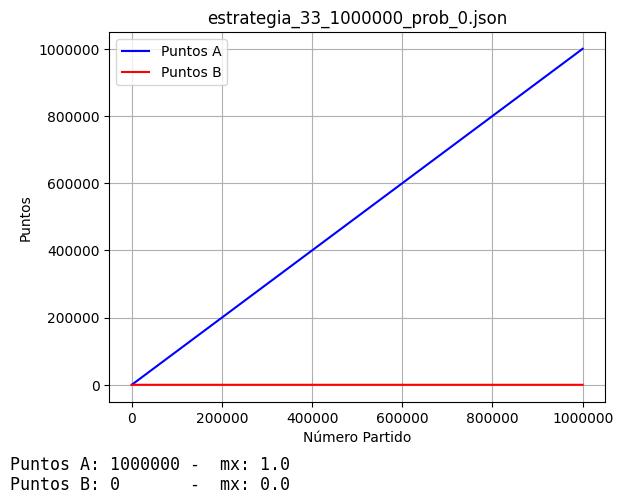 estrategia_33_1000000_prob_0.json
Puntos A
Puntos B
1000000
800000
600000
400000
200000
0
Puntos
0 200000 400000 600000 800000 1000000
Número Partido
Puntos A: 1000000 -  mx: 1.0
Puntos B: 0       -  mx: 0.0